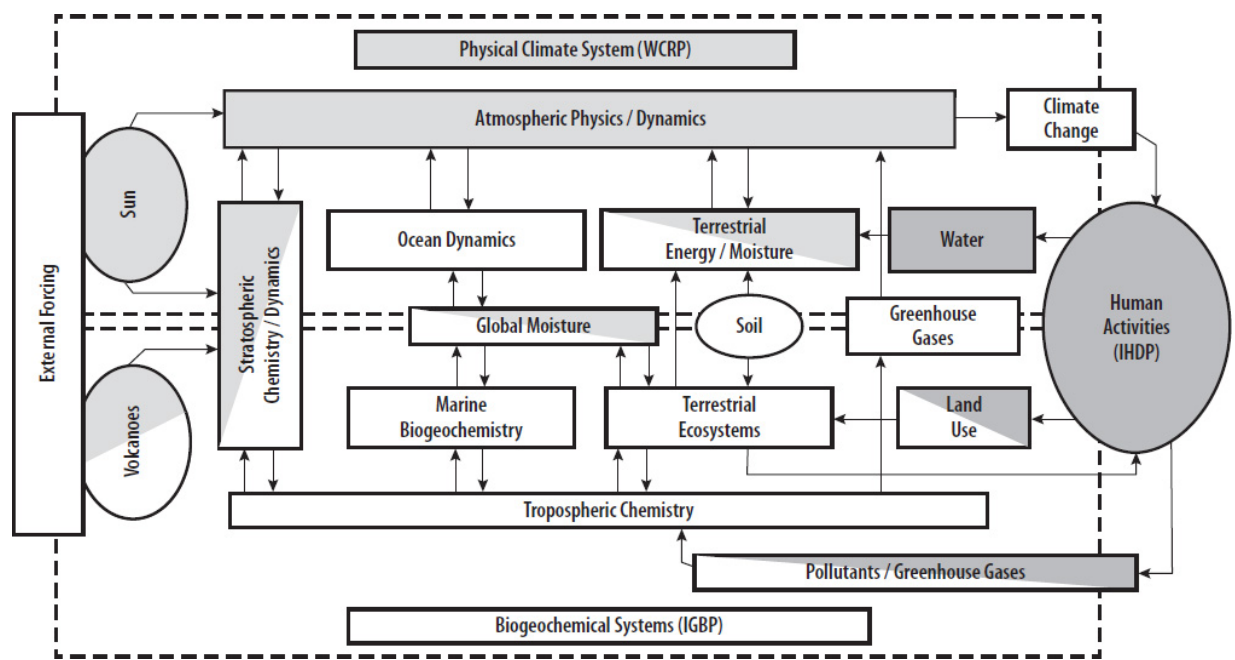 Physical Climate System (WCRP)
Atmospheric Physics / Dynamics
Climate
Change
External Forcing
Sun
Stratospheric
Chemistry / Dynamics
Ocean Dynamics
Terrestrial
Energy / Moisture
Water
Human
Activities
(IHDP)
Global Moisture
Soil
Greenhouse
Gases
Volcanoes
Marine
Biogeochemistry
Terrestrial
Ecosystems
Land
Use
Tropospheric Chemistry
Pollutants / Greenhouse Gases
Biogeochemical Systems (IGBP)